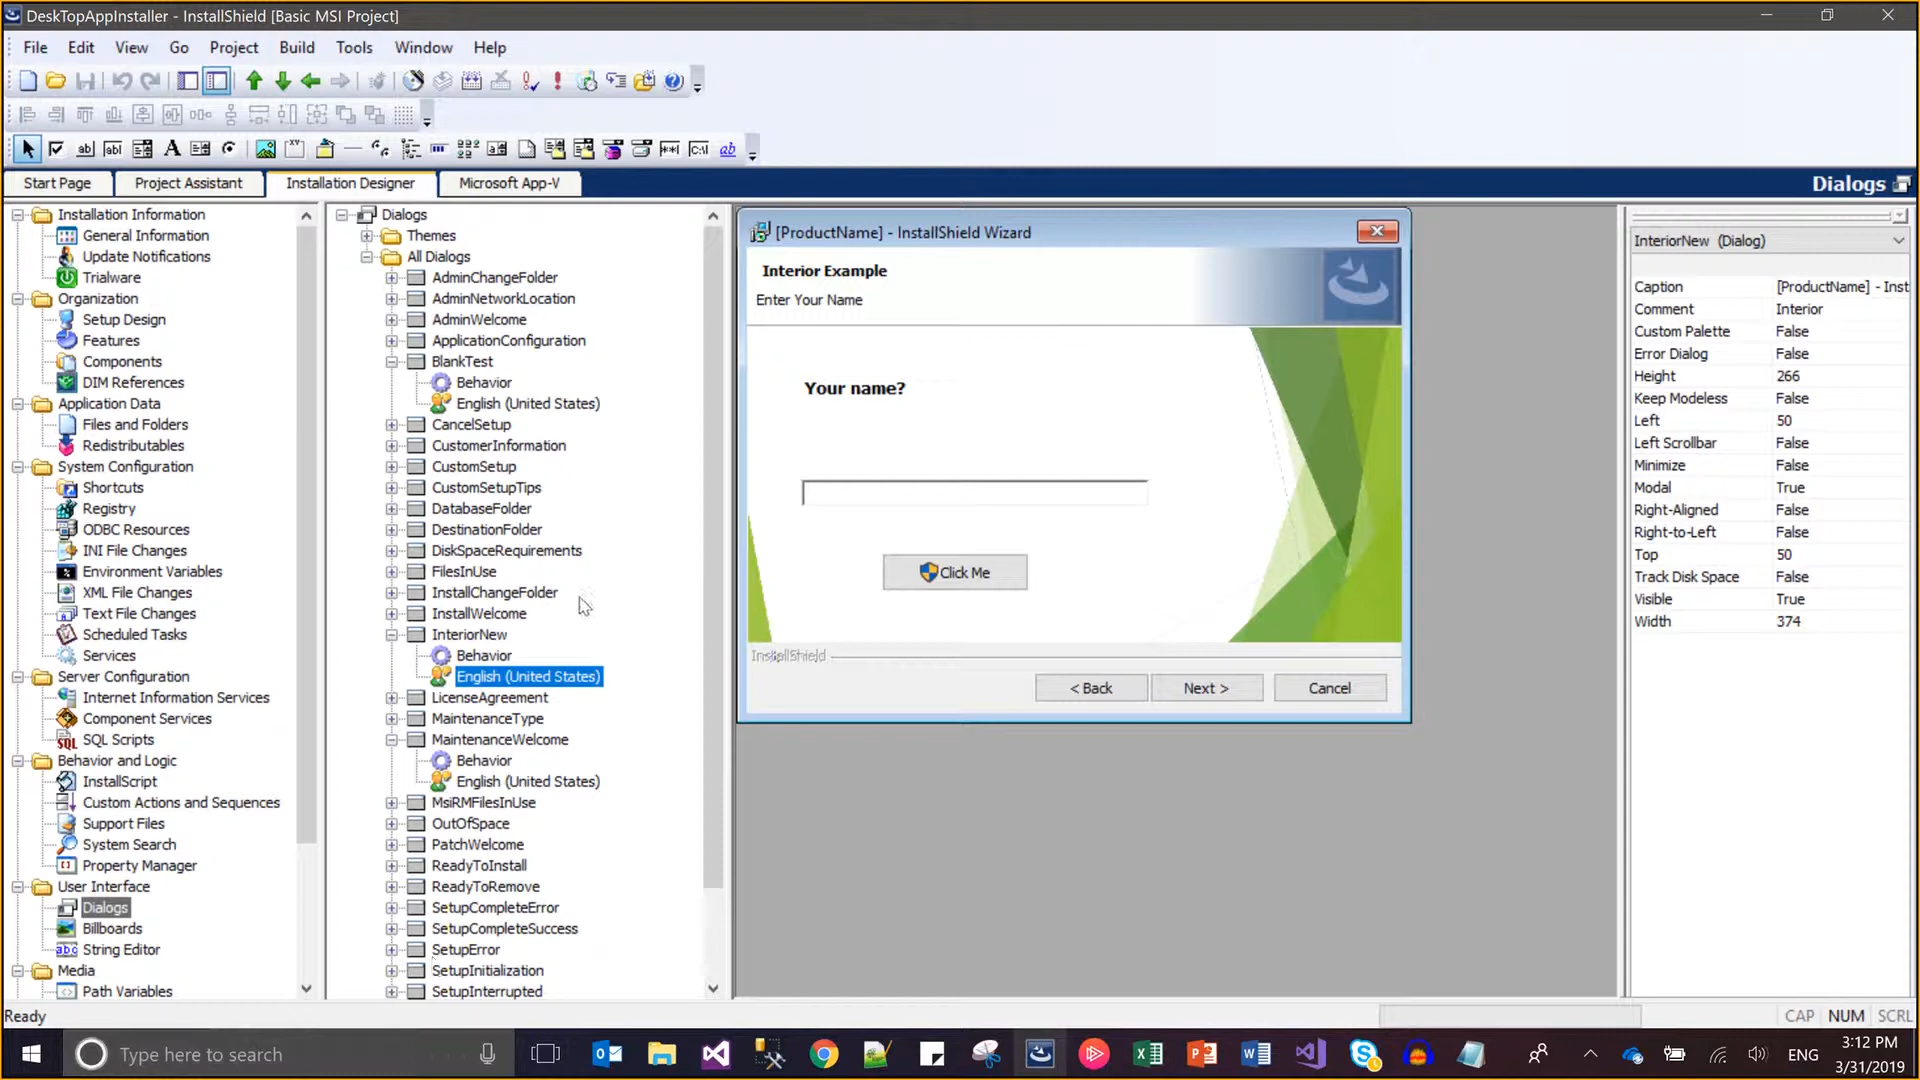 DeskTopAppInstaller - InstallShield [Basic MSI Project]
File Edit View Go Project Build Tools Window Help
Start Page Project Assistant Installation Designer Microsoft App-V Dialogs
Installation Information
General Information
Update Notifications
Trialware
Organization
Setup Design
Features
Components
DIM References
Application Data
Files and Folders
Redistributables
System Configuration
Shortcuts
Registry
ODBC Resources
INI File Changes
Environment Variables
XML File Changes
Text File Changes
Scheduled Tasks
Services
Server Configuration
Internet Information Services
Component Services
SQL Scripts
Behavior and Logic
InstallScript
Custom Actions and Sequences
Support Files
System Search
Property Manager
User Interface
Dialogs
Billboards
String Editor
Media
Path Variables
Dialogs
Themes
All Dialogs
AdminChangeFolder
AdminNetworkLocation
AdminWelcome
ApplicationConfiguration
BlankTest
Behavior
English (United States)
CancelSetup
CustomerInformation
CustomSetup
CustomSetupTips
DatabaseFolder
DestinationFolder
DiskSpaceRequirements
FilesInUse
InstallChangeFolder
InstallWelcome
InteriorNew
Behavior
English (United States)
LicenseAgreement
MaintenanceType
MaintenanceWelcome
Behavior
English (United States)
MsiRMFilesInUse
OutOfSpace
PatchWelcome
ReadyToInstall
ReadyToRemove
SetupCompleteError
SetupCompleteSuccess
SetupError
SetupInitialization
SetupInterrupted
[ProductName] - InstallShield Wizard
Interior Example
Enter Your Name
Your name?
Click Me
InstallShield
< Back Next > Cancel
InteriorNew (Dialog)
Caption [ProductName] - Inst
Comment Interior
Custom Palette False
Error Dialog False
Height 266
Keep Modeless False
Left 50
Left Scrollbar False
Minimize False
Modal True
Right-Aligned False
Right-to-Left False
Top 50
Track Disk Space False
Visible True
Width 374
Ready CAP NUM SCRL
Type here to search
ENG
3:12 PM
3/31/2019